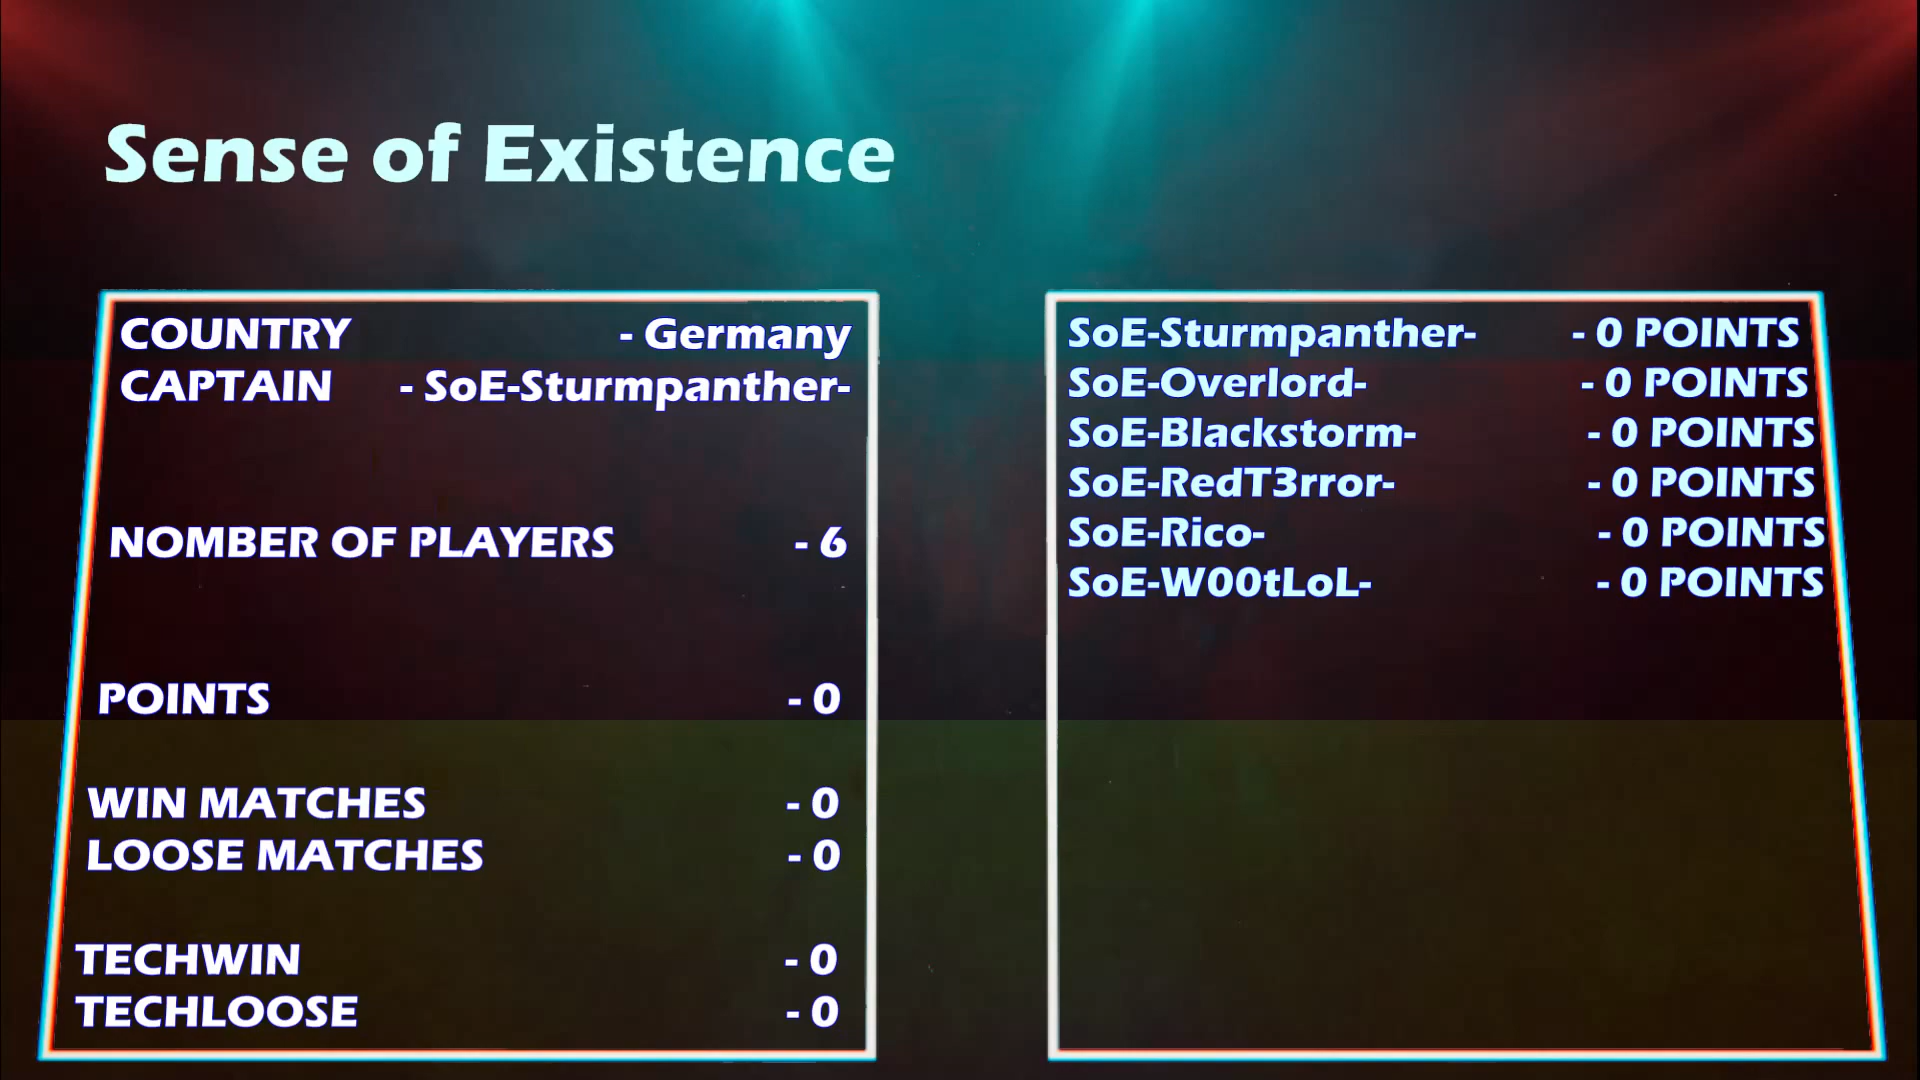 Sense of Existence
COUNTRY - Germany
CAPTAIN - SoE-Sturmpanther-
NOMBER OF PLAYERS - 6
POINTS - 0
WIN MATCHES - 0
LOOSE MATCHES - 0
TECHWIN - 0
TECHLOOSE - 0
SoE-Sturmpanther- - 0 POINTS
SoE-Overlord- - 0 POINTS
SoE-Blackstorm- - 0 POINTS
SoE-RedT3rror- - 0 POINTS
SoE-Rico- - 0 POINTS
SoE-W00tLoL- - 0 POINTS